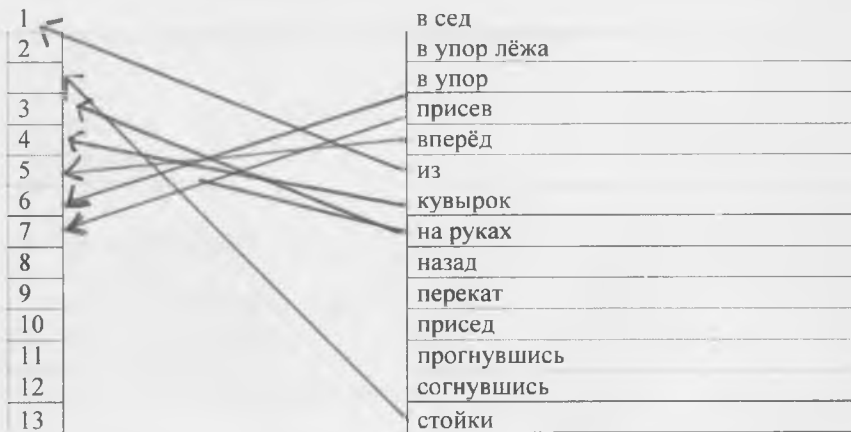 1 в сед
2 в упор лёжа
в упор
3 присев
4 вперёд
5 из
6 кувырок
7 на руках
8 назад
9 перекат
10 присед
11 прогнувшись
12 согнувшись
13 стойки